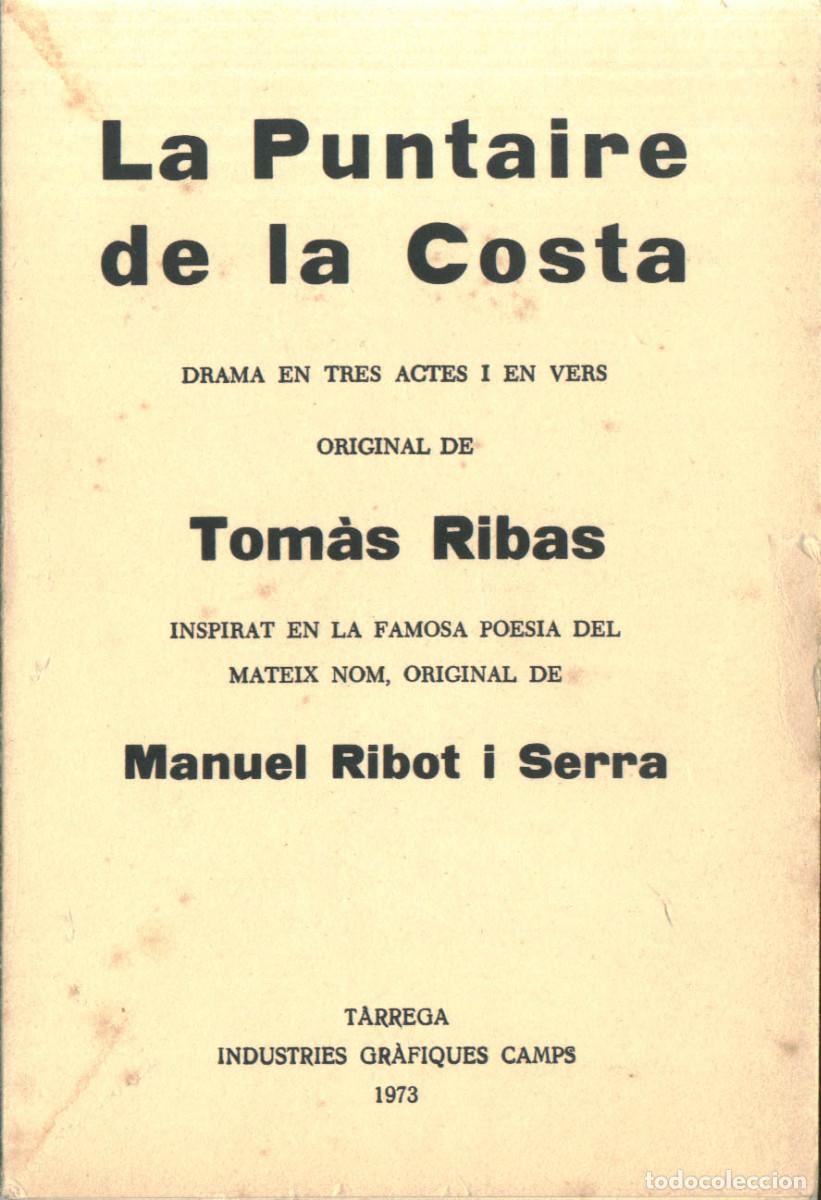 La Puntaire
de la Costa
DRAMA EN TRES ACTES I EN VERS
ORIGINAL DE
Tomàs Ribas
INSPIRAT EN LA FAMOSA POESIA DEL
MATEIX NOM, ORIGINAL DE
Manuel Ribot i Serra
TÀRREGA
INDUSTRIES GRÀFIQUES CAMPS
1973
todocoleccion